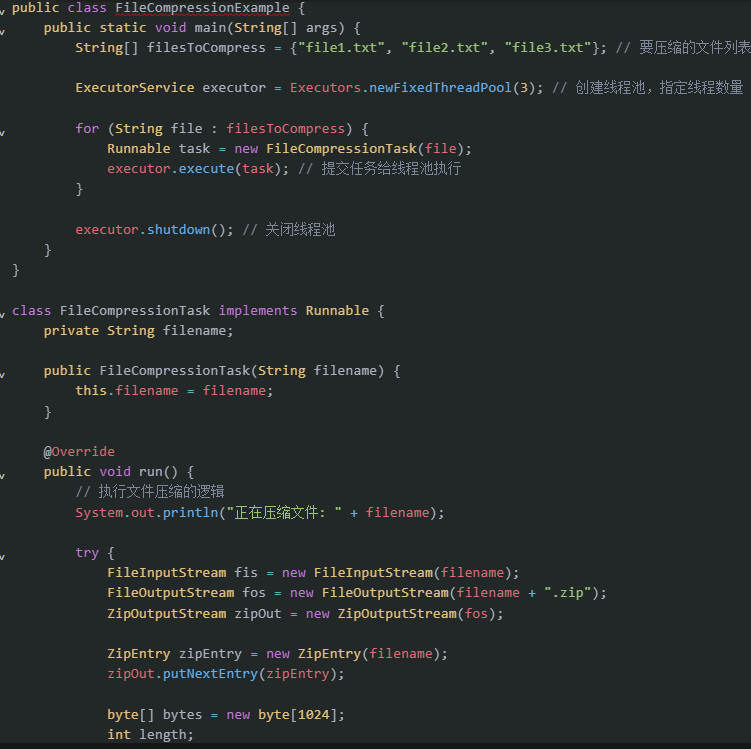 public class FileCompressionExample {
    public static void main(String[] args) {
        String[] filesToCompress = {"file1.txt", "file2.txt", "file3.txt"}; // 要压缩的文件列表
        ExecutorService executor = Executors.newFixedThreadPool(3); // 创建线程池，指定线程数量
        for (String file : filesToCompress) {
            Runnable task = new FileCompressionTask(file);
            executor.execute(task); // 提交任务给线程池执行
        }
        executor.shutdown(); // 关闭线程池
    }
}
class FileCompressionTask implements Runnable {
    private String filename;
    public FileCompressionTask(String filename) {
        this.filename = filename;
    }
    @Override
    public void run() {
        // 执行文件压缩的逻辑
        System.out.println("正在压缩文件: " + filename);
        try {
            FileInputStream fis = new FileInputStream(filename);
            FileOutputStream fos = new FileOutputStream(filename + ".zip");
            ZipOutputStream zipOut = new ZipOutputStream(fos);
            ZipEntry zipEntry = new ZipEntry(filename);
            zipOut.putNextEntry(zipEntry);
            byte[] bytes = new byte[1024];
            int length;